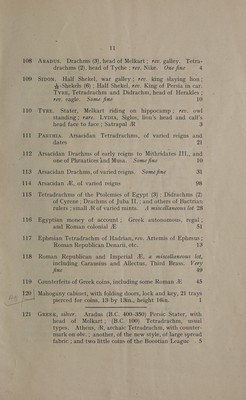 11
108 ARADUS. Drachms (3), head of Melkart; rev. galley. Tetra-
drachms (2), head of Tyche; rev. Nike. One fine 4
109 SIDON. Half Shekel, war galley; rev. king slaying lion;
1/16-Shekels (8); Half Shekel, rev. King of Persia in car.
TYRE, Tetradrachm and Didrachm, head of Herakles;
rev. eagle. Some fine 10
110 TYRE. Stater, Melkart riding on hippocamp; rev. owl
standing; rare. LYDIA, Siglos, lion's head and calf's
head face to face; Satrapal Æ 3
111 PARTHIA. Arsacidan Tetradrachms, of varied reigns and
dates 21
112 Arsacidan Drachms of early reigns to Mithridates III., and
one of Phraatices and Musa. Some fine 10
113 Arsacidan Drachms, of varied reigns. Some fine 31
114 Arsacidan Æ, of varied reigns 98
115 Tetradrachms of the Ptolemies of Egypt (3); Didrachms (2)
of Cyrene; Drachms of Juba II.; and others of Bactrian
rulers; small Æ of varied mints. A miscellaneous lot 28
116 Egyptian money of account; Greek autonomous, regal;
and Roman colonial Æ 51
117 Ephesian Tetradrachm of Hadrian, rev. Artemis of Ephesus;
Roman Republican Denarii, etc. 13
118 Roman Republican and Imperial Æ, a miscellaneous lot,
including Carausius and Allectus, Third Brass. Very
fine 49
119 Counterfeits of Greek coins, including some Roman Æ 45
120 Mahogany cabinet, with folding doors, lock and key, 21 trays
pierced for coins, 19 by 13in., height 16in. 1
121 GREEK, silver. Aradus (B.C. 400-350) Persic Stater, with
head of Melkart; (B.C. 100) Tetradrachm, usual
types. Athens, Æ, archaic Tetradrachm, with counter-
mark on obv.; another, of the new style, of large spread
fabric; and two little coins of the Boeotian League 5